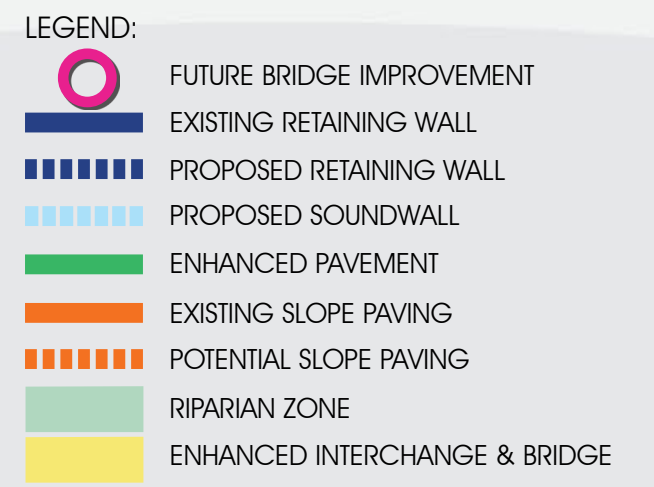 LEGEND:
FUTURE BRIDGE IMPROVEMENT
EXISTING RETAINING WALL
PROPOSED RETAINING WALL
PROPOSED SOUNDWALL
ENHANCED PAVEMENT
EXISTING SLOPE PAVING
POTENTIAL SLOPE PAVING
RIPARIAN ZONE
ENHANCED INTERCHANGE & BRIDGE